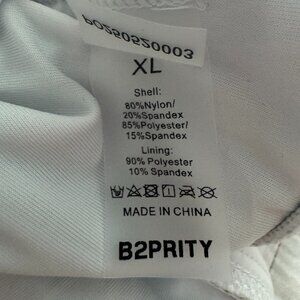 PO250520003
XL
Shell:
80%Nylon/
20%Spandex
85%Polyester/
15%Spandex
Lining:
90% Polyester
10% Spandex
MADE IN CHINA
B2PRITY